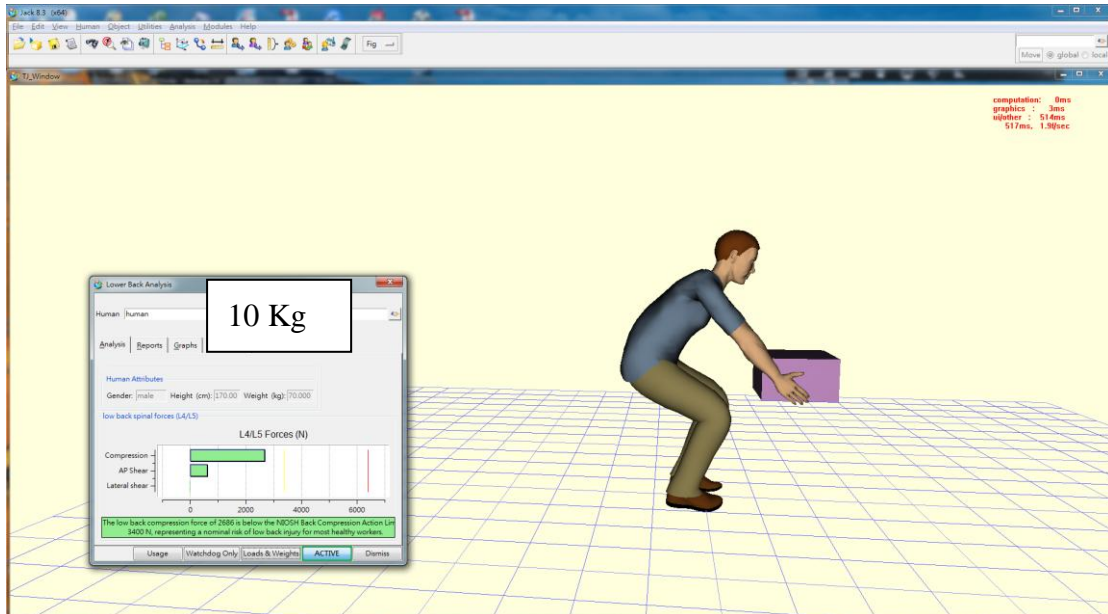 Jack 8.3 (x64)
File Edit View Human Object Utilities Analysis Modules Help
Fig
Move global local
TJ_Window
computation: 0ms
graphics : 3ms
ui/other : 514ms
517ms, 1.9f/sec
Lower Back Analysis
10 Kg
Human human
Analysis Reports Graphs
Human Attributes
Gender: male Height (cm): 170.00 Weight (kg): 70.000
low back spinal forces (L4/L5)
L4/L5 Forces (N)
Compression
AP Shear
Lateral shear
0 2000 4000 6000
The low back compression force of 2686 is below the NIOSH Back Compression Action Lim
3400 N, representing a nominal risk of low back injury for most healthy workers.
Usage Watchdog Only Loads & Weights ACTIVE Dismiss